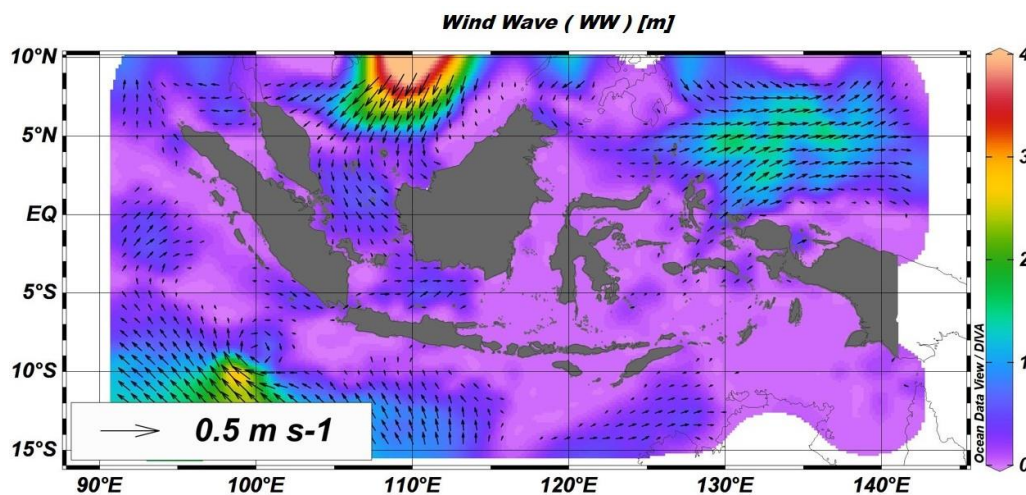 Wind Wave ( WW ) [m]
10°N
5°N
EQ
5°S
10°S
15°S
0.5 m s-1
90°E
100°E
110°E
120°E
130°E
140°E
4
3
2
1
0
Ocean Data View / DIVA